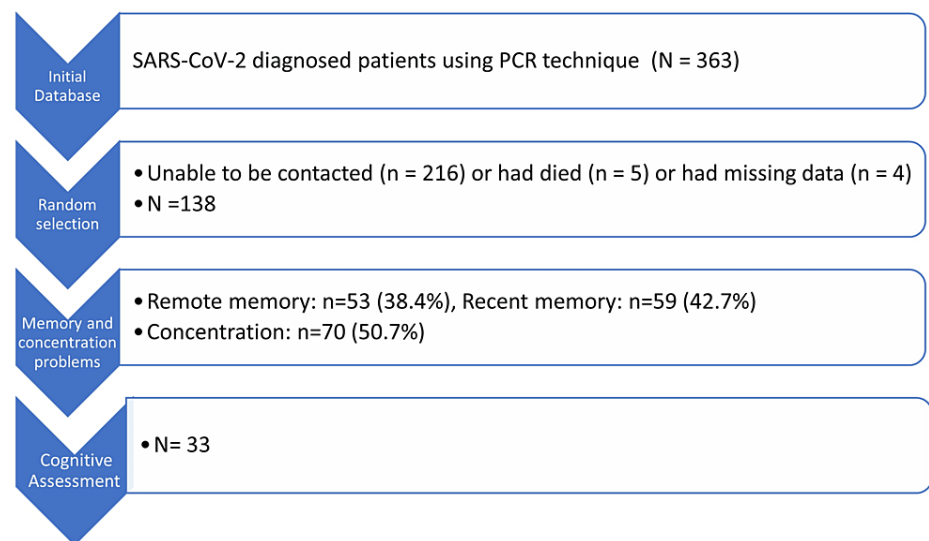 Initial
Database
SARS-CoV-2 diagnosed patients using PCR technique (N = 363)
Random
selection
• Unable to be contacted (n = 216) or had died (n = 5) or had missing data (n = 4)
• N =138
Memory and
concentration
problems
• Remote memory: n=53 (38.4%), Recent memory: n=59 (42.7%)
• Concentration: n=70 (50.7%)
Cognitive
Assessment
• N= 33